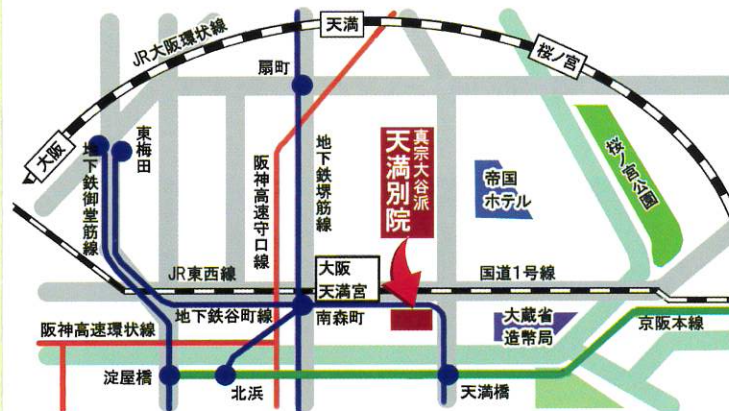 天満
JR大阪環状線
桜ノ宮
扇町
大阪
東梅田
地下鉄御堂筋線
阪神高速守口線
地下鉄堺筋線
真宗大谷派
天満別院
帝国
ホテル
桜ノ宮公園
JR東西線
大阪
天満宮
国道1号線
地下鉄谷町線
南森町
大蔵省
造幣局
阪神高速環状線
京阪本線
淀屋橋
北浜
天満橋